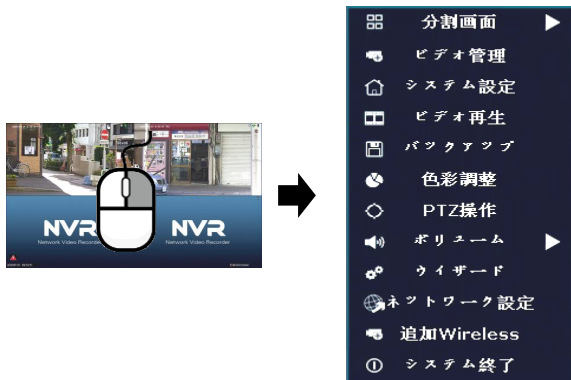 NVR
Network Video Recorder
NVR
Network Video Recorder
分割画面
ビデオ管理
システム設定
ビデオ再生
バックアップ
色彩調整
PTZ操作
ボリューム
ウイザード
ネットワーク設定
追加Wireless
システム終了